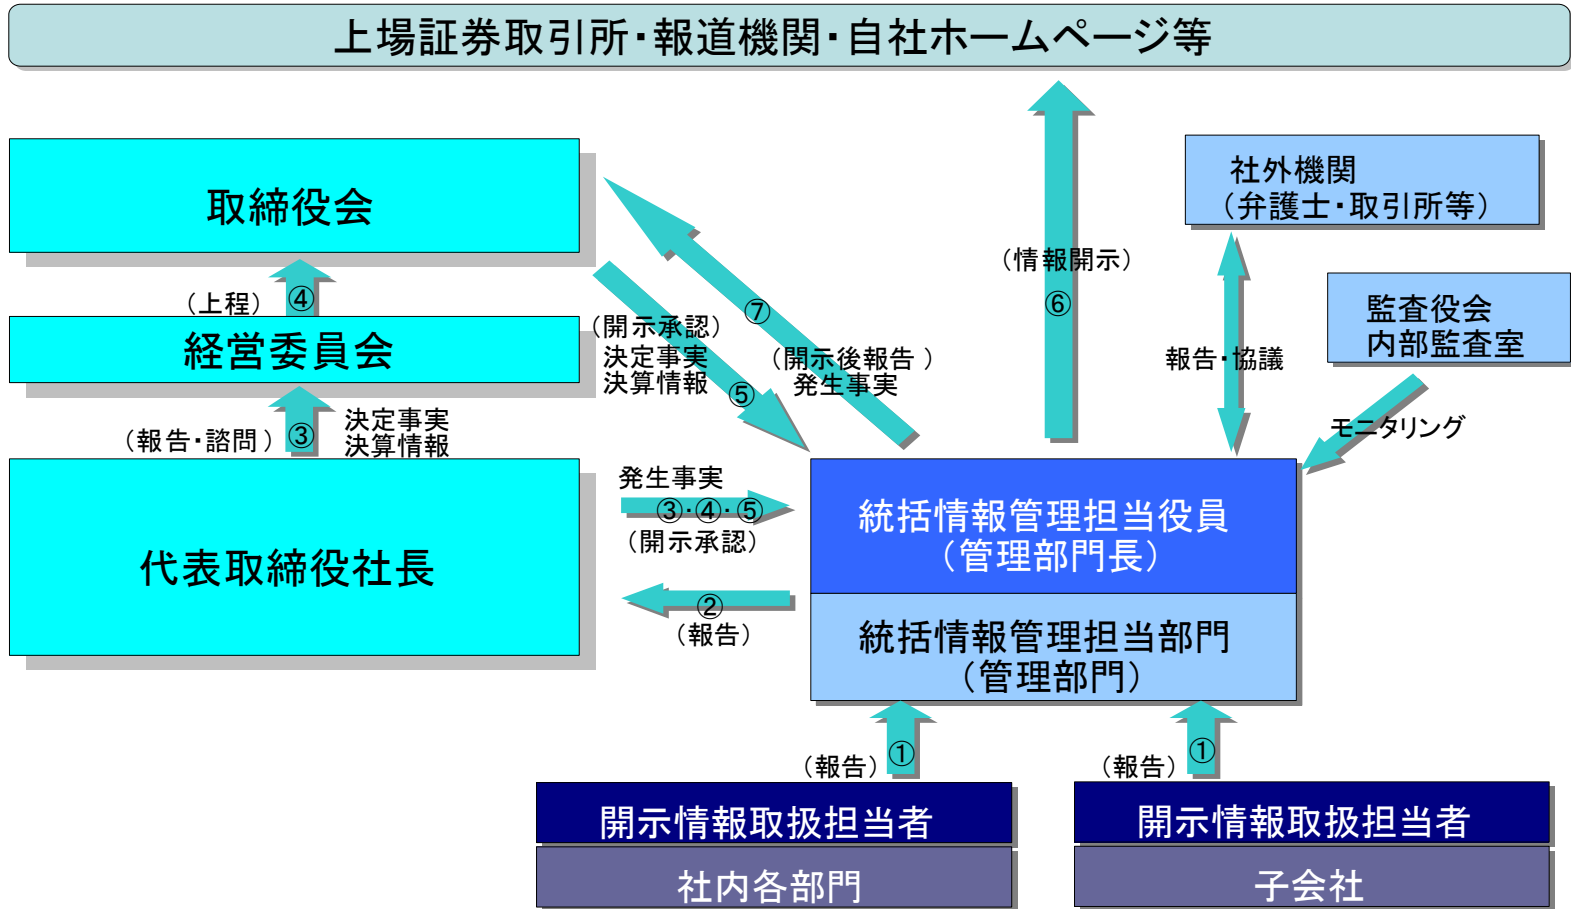 上場証券取引所・報道機関・自社ホームページ等
取締役会
社外機関
（弁護士・取引所等）
（情報開示）
⑥
（上程）
④
⑦
監査役会
内部監査室
経営委員会
（開示承認）
決定事実
決算情報
⑤
（開示後報告）
発生事実
報告・協議
（報告・諮問）
③
決定事実
決算情報
モニタリング
発生事実
③・④・⑤
（開示承認）
代表取締役社長
統括情報管理担当役員
（管理部門長）
②
（報告）
統括情報管理担当部門
（管理部門）
（報告）
①
（報告）
①
開示情報取扱担当者
社内各部門
開示情報取扱担当者
子会社